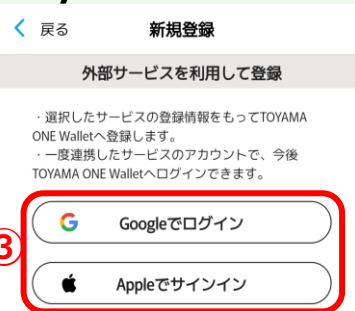 戻る 新規登録
外部サービスを利用して登録
・選択したサービスの登録情報をもってTOYAMA
ONE Walletへ登録します。
・一度連携したサービスのアカウントで、今後
TOYAMA ONE Walletへログインできます。
③
Googleでログイン
Appleでサインイン